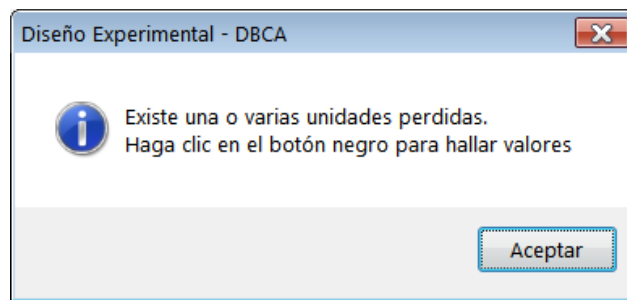 Diseño Experimental - DBCA
Existe una o varias unidades perdidas.
Haga clic en el botón negro para hallar valores
Aceptar